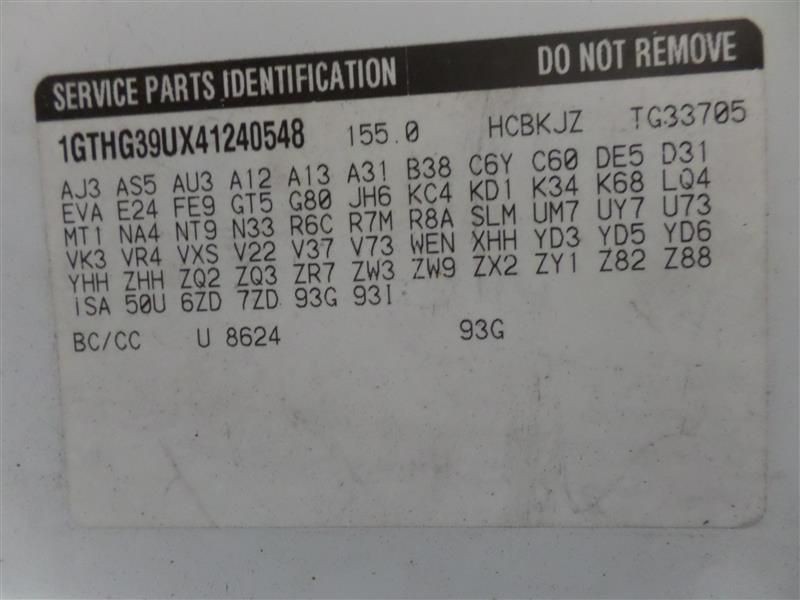 SERVICE PARTS IDENTIFICATION DO NOT REMOVE
1GTHG39UX41240548 155.0 HCBKJZ TG33705
AJ3 AS5 AU3 A12 A13 A31 B38 C6Y C60 DE5 D31
EVA E24 FE9 GT5 G80 JH6 KC4 KD1 K34 K68 LQ4
MT1 NA4 NT9 N33 R6C R7M R8A SLM UM7 UY7 U73
VK3 VR4 VXS V22 V37 V73 WEN XHH YD3 YD5 YD6
YHH ZHH ZQ2 ZQ3 ZR7 ZW3 ZW9 ZX2 ZY1 Z82 Z88
iSA 50U 6ZD 7ZD 93G 93I
BC/CC U 8624 93G